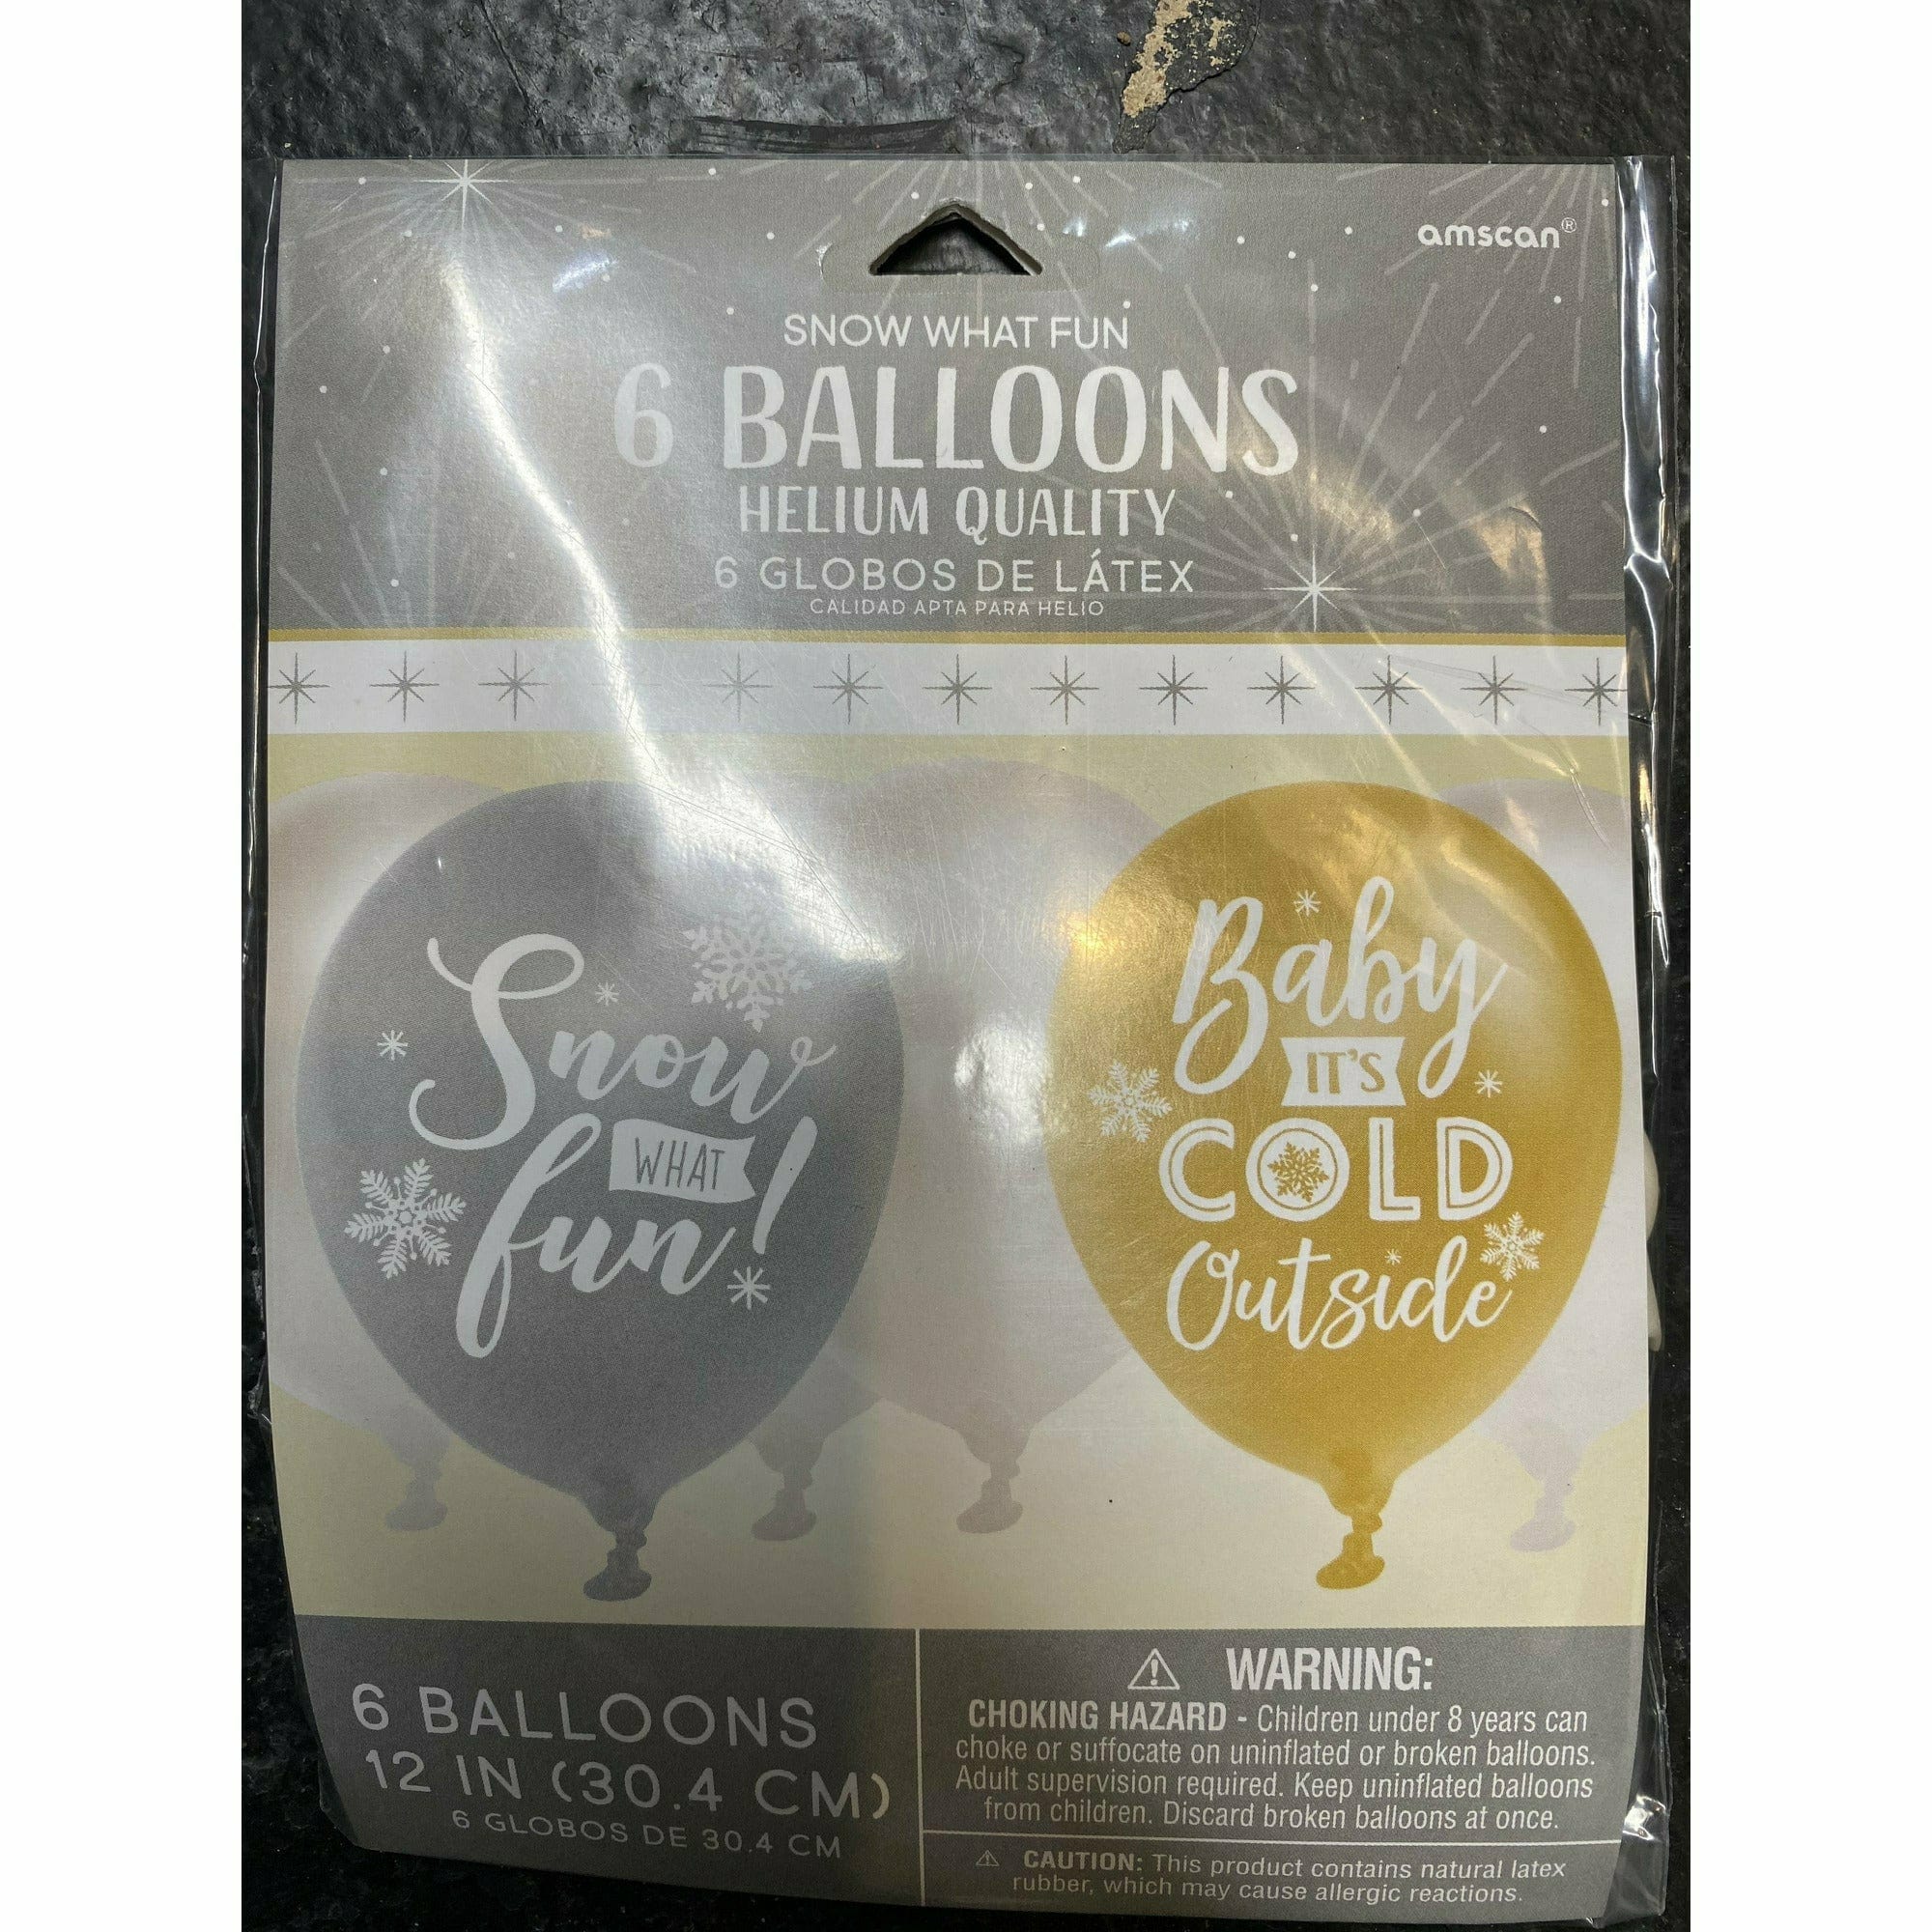 amscan®
SNOW WHAT FUN
6 BALLOONS
HELIUM QUALITY
6 GLOBOS DE LÁTEX
CALIDAD APTA PARA HELIO
Snow
WHAT
fun!
Baby
IT'S
COLD
Outside
6 BALLOONS
12 IN (30.4 CM)
6 GLOBOS DE 30.4 CM
⚠ WARNING:
CHOKING HAZARD - Children under 8 years can
choke or suffocate on uninflated or broken balloons.
Adult supervision required. Keep uninflated balloons
from children. Discard broken balloons at once.
⚠ CAUTION: This product contains natural latex
rubber, which may cause allergic reactions.